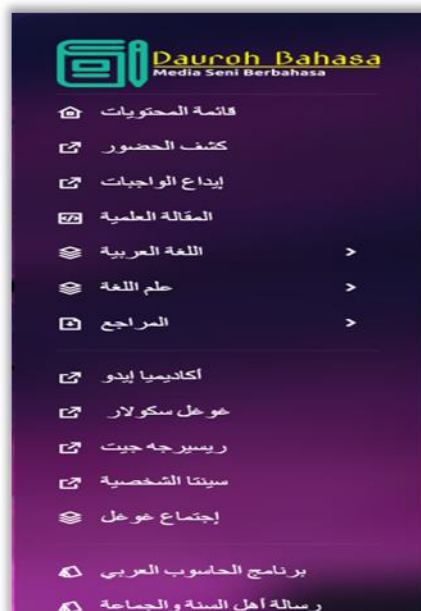 Dauroh Bahasa
Media Seni Berbahasa
قائمة المحتويات
كشف الحضور
إيداع الواجبات
المقالة العلمية
اللغة العربية
علم اللغة
المراجع
أكاديميا إيدو
غوغل سكولار
ريسيرجه جيت
سينتا الشخصية
إجتماع غوغل
برنامج الحاسوب العربي
رسالة أهل السنة والجماعة